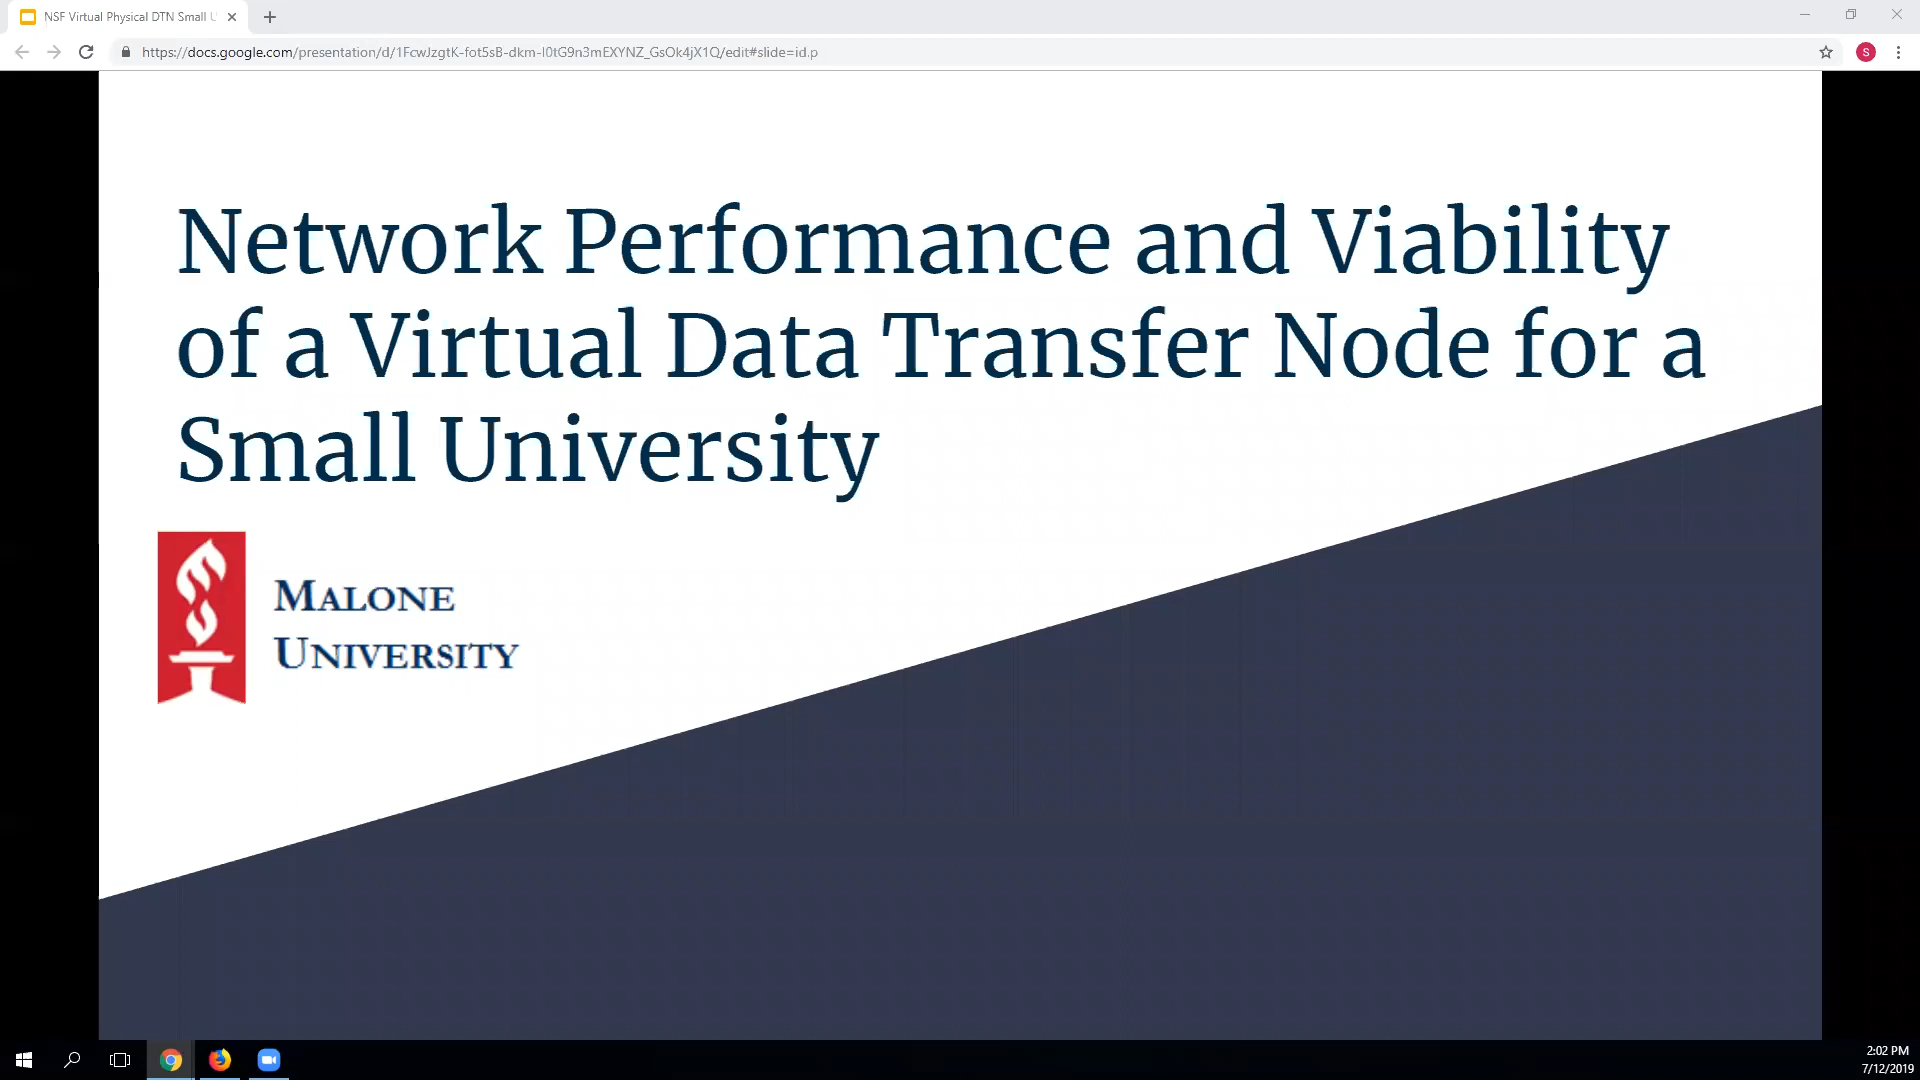 NSF Virtual Physical DTN Small U
https://docs.google.com/presentation/d/1FcwJzgtK-fot5sB-dkm-l0tG9n3mEXYNZ_GsOk4jX1Q/edit#slide=id.p
S
Network Performance and Viability
of a Virtual Data Transfer Node for a
Small University
MALONE
UNIVERSITY
2:02 PM
7/12/2019